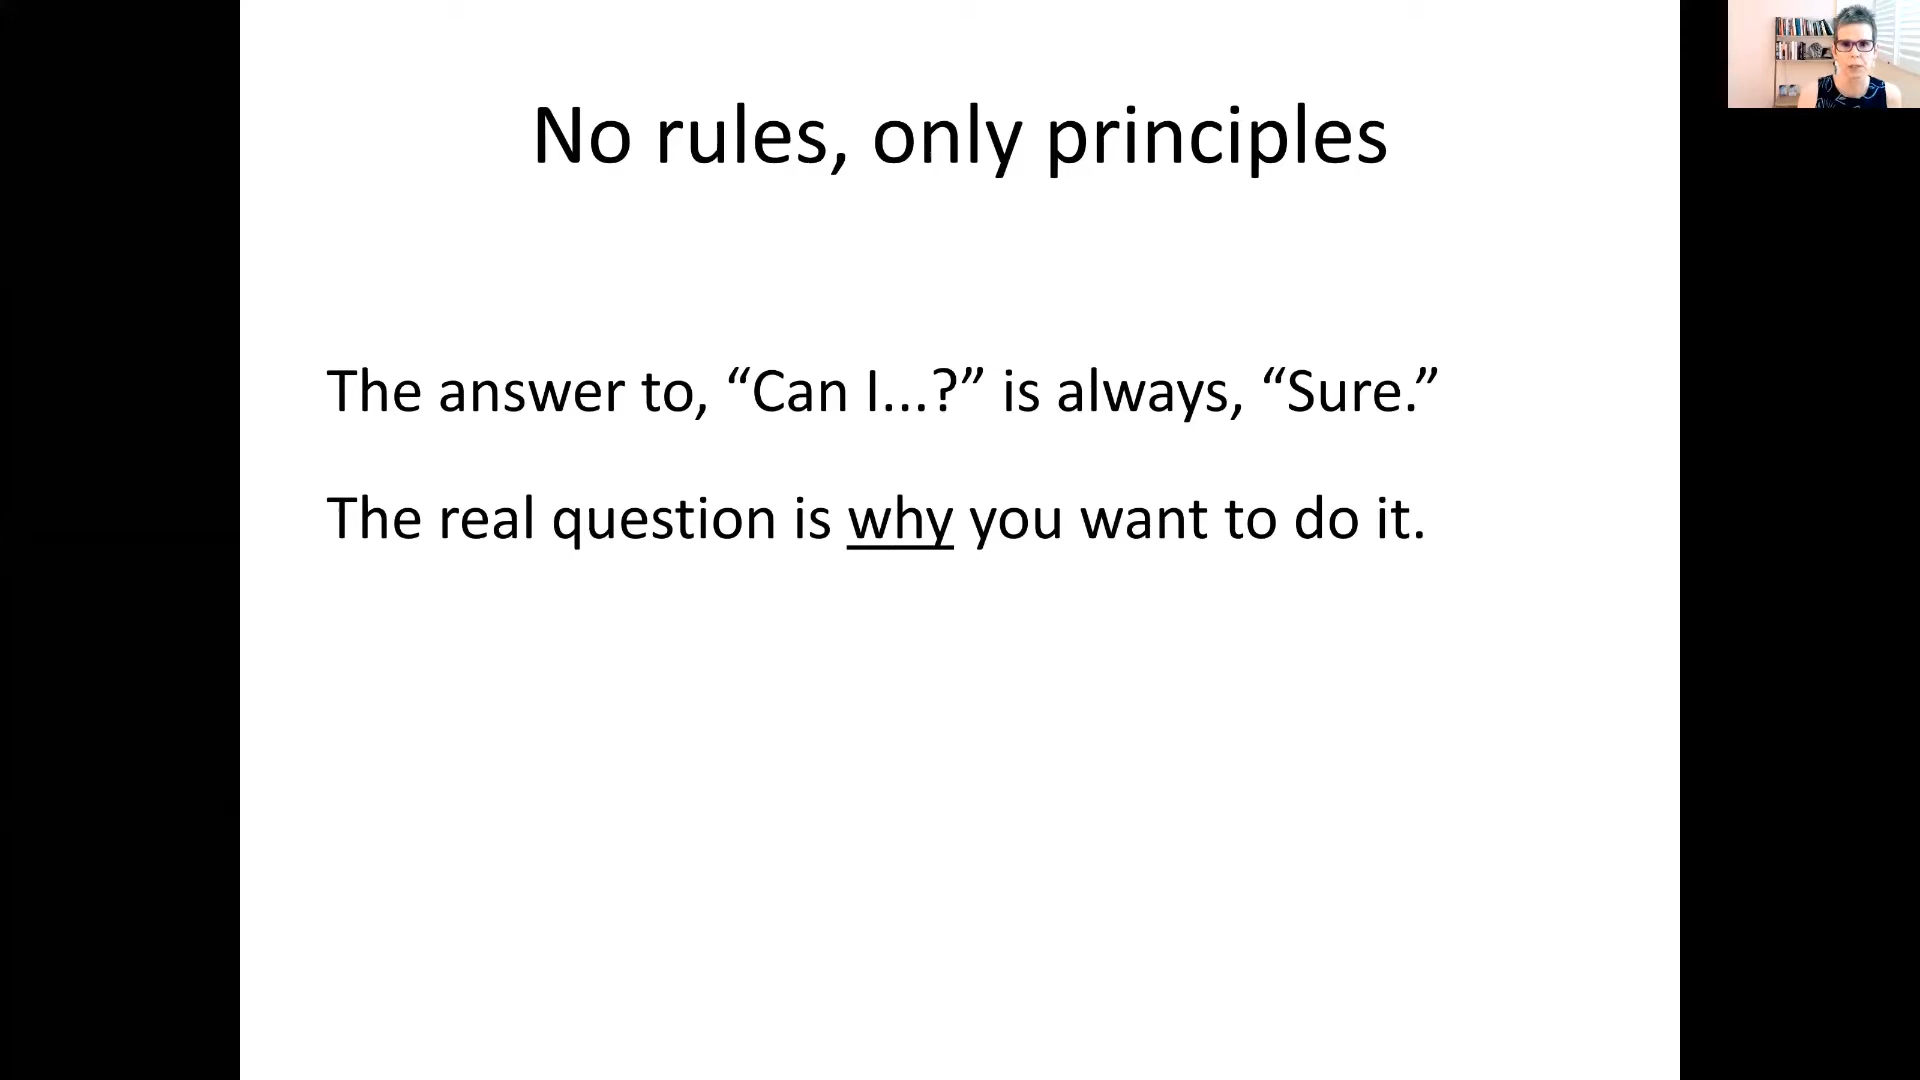 No rules, only principles
The answer to, “Can I...?” is always, “Sure.”
The real question is why you want to do it.